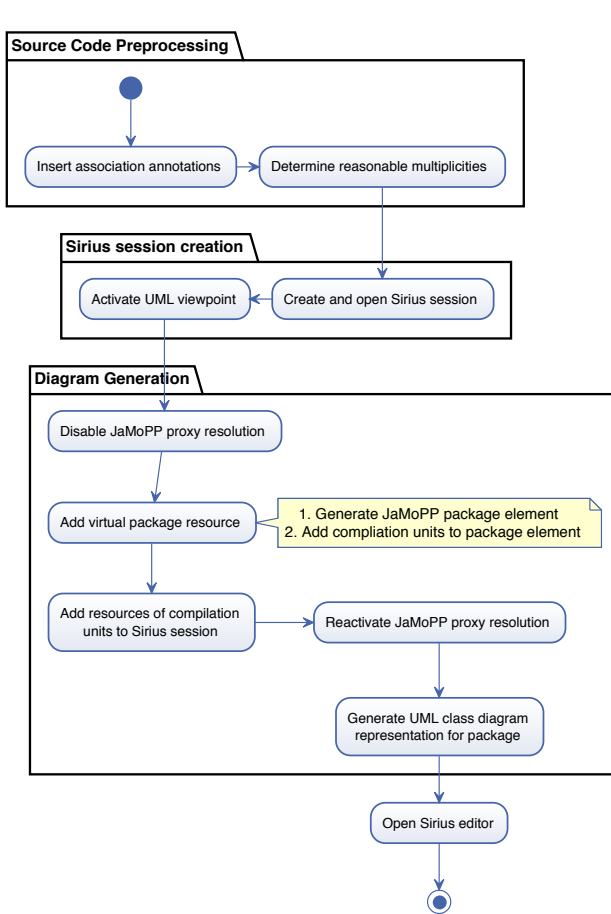 Source Code Preprocessing
Insert association annotations
Determine reasonable multiplicities
Sirius session creation
Activate UML viewpoint
Create and open Sirius session
Diagram Generation
Disable JaMoPP proxy resolution
Add virtual package resource
1. Generate JaMoPP package element
2. Add compliation units to package element
Add resources of compilation
units to Sirius session
Reactivate JaMoPP proxy resolution
Generate UML class diagram
representation for package
Open Sirius editor